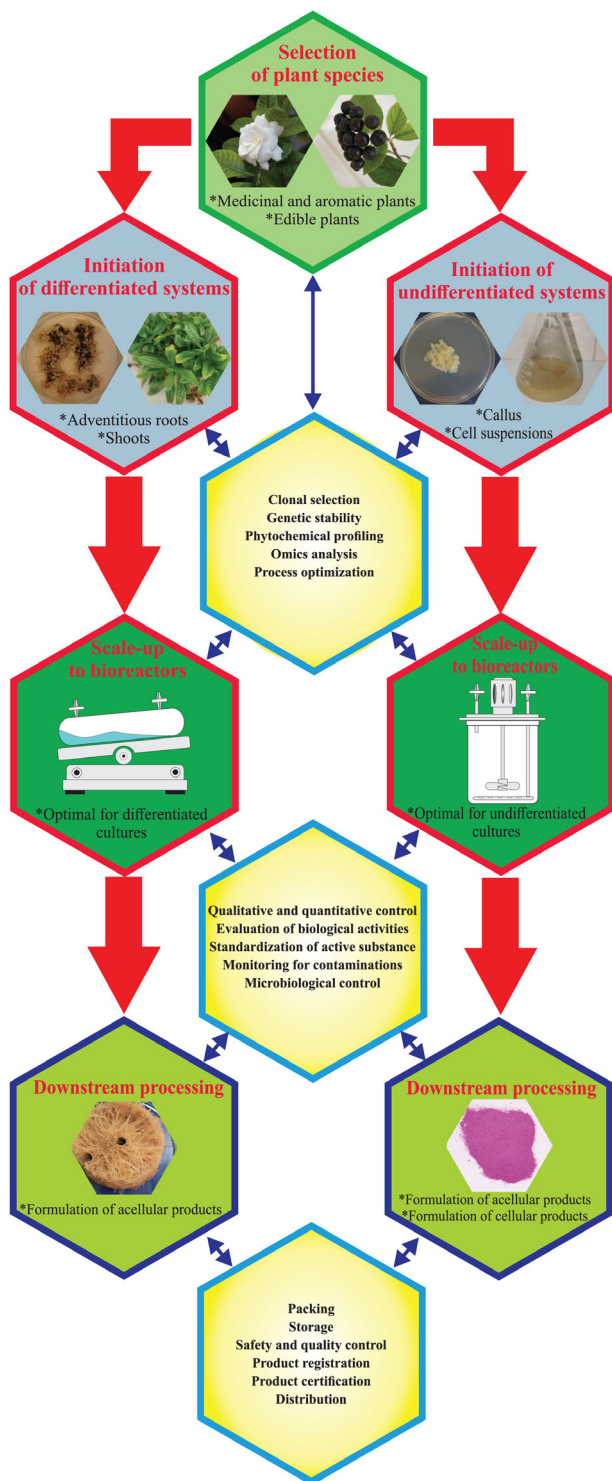 Selection
of plant species
*Medicinal and aromatic plants
*Edible plants
Initiation
of differentiated systems
*Adventitious roots
*Shoots
Initiation of
undifferentiated systems
*Callus
*Cell suspensions
Clonal selection
Genetic stability
Phytochemical profiling
Omics analysis
Process optimization
Scale-up
to bioreactors
*Optimal for differentiated
cultures
Scale-up
to bioreactors
*Optimal for undifferentiated
cultures
Qualitative and quantitative control
Evaluation of biological activities
Standardization of active substance
Monitoring for contaminations
Microbiological control
Downstream processing
*Formulation of acellular products
Downstream processing
*Formulation of acellular products
*Formulation of cellular products
Packing
Storage
Safety and quality control
Product registration
Product certification
Distribution